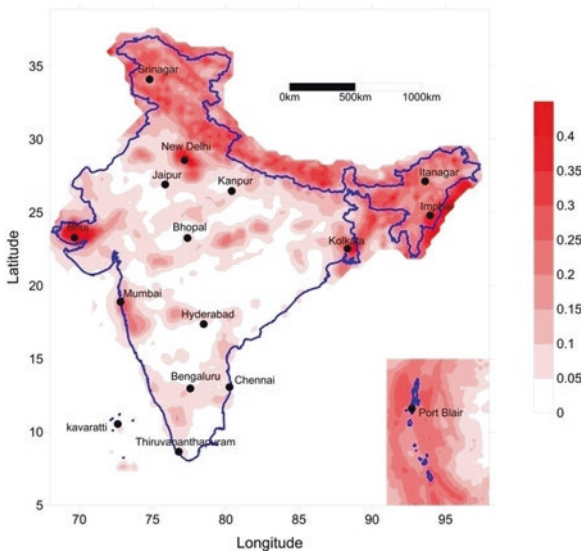 35
30
25
20
15
10
5
Latitude
70
75
80
85
90
95
Longitude
0km
500km
1000km
Srinagar
New Delhi
Jaipur
Kanpur
Itanagar
Imphal
Bhuj
Bhopal
Kolkata
Mumbai
Hyderabad
Bengaluru
Chennai
kavaratti
Thiruvananthapuram
Port Blair
0.4
0.35
0.3
0.25
0.2
0.15
0.1
0.05
0